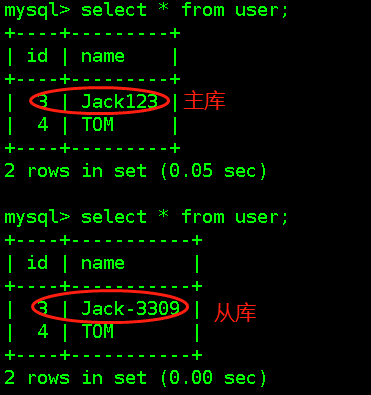 mysql> select * from user;
+----+---------+
| id | name    |
+----+---------+
|  3 | Jack123 | 主库
|  4 | TOM     |
+----+---------+
2 rows in set (0.05 sec)
mysql> select * from user;
+----+-----------+
| id | name      |
+----+-----------+
|  3 | Jack-3309 | 从库
|  4 | TOM       |
+----+-----------+
2 rows in set (0.00 sec)